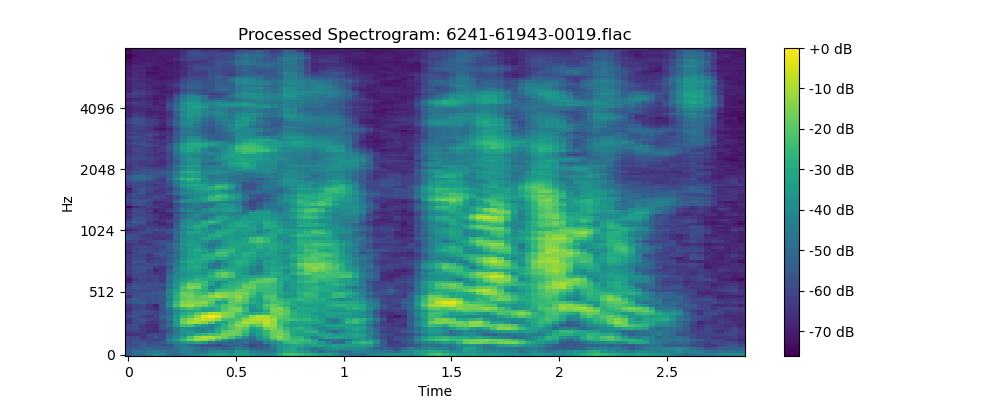 Processed Spectrogram: 6241-61943-0019.flac
Hz
4096
2048
1024
512
0
0
0.5
1
1.5
2
2.5
Time
+0 dB
-10 dB
-20 dB
-30 dB
-40 dB
-50 dB
-60 dB
-70 dB